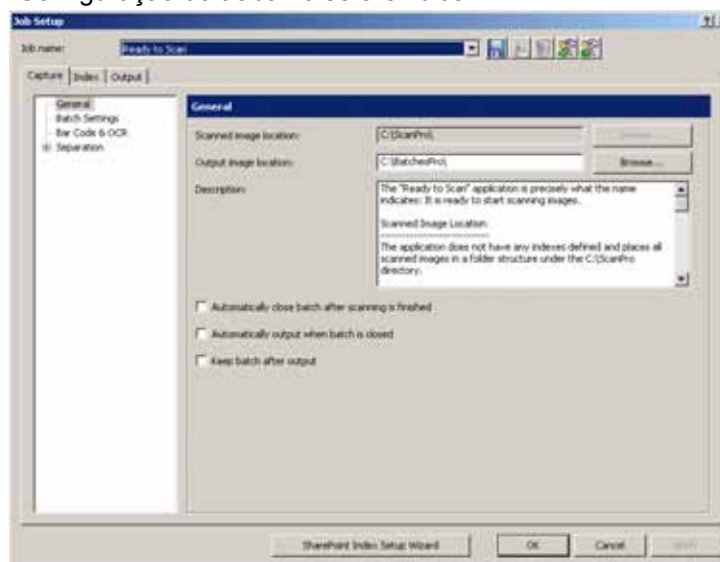 Job Setup
Job name: Ready to Scan
Capture Index Output
General
Batch Settings
Bar Code & OCR
Separation
General
Scanned image location: C:\ScanPro\
Output image location: C:\BatchesPro\ Browse...
Description: The "Ready to Scan" application is precisely what the name
indicates: It is ready to start scanning images.
Scanned Image Location
The application does not have any indexes defined and places all
scanned images in a folder structure under the C:\ScanPro
directory.
Automatically close batch after scanning is finished
Automatically output when batch is closed
Keep batch after output
SharePoint Index Setup Wizard OK Cancel